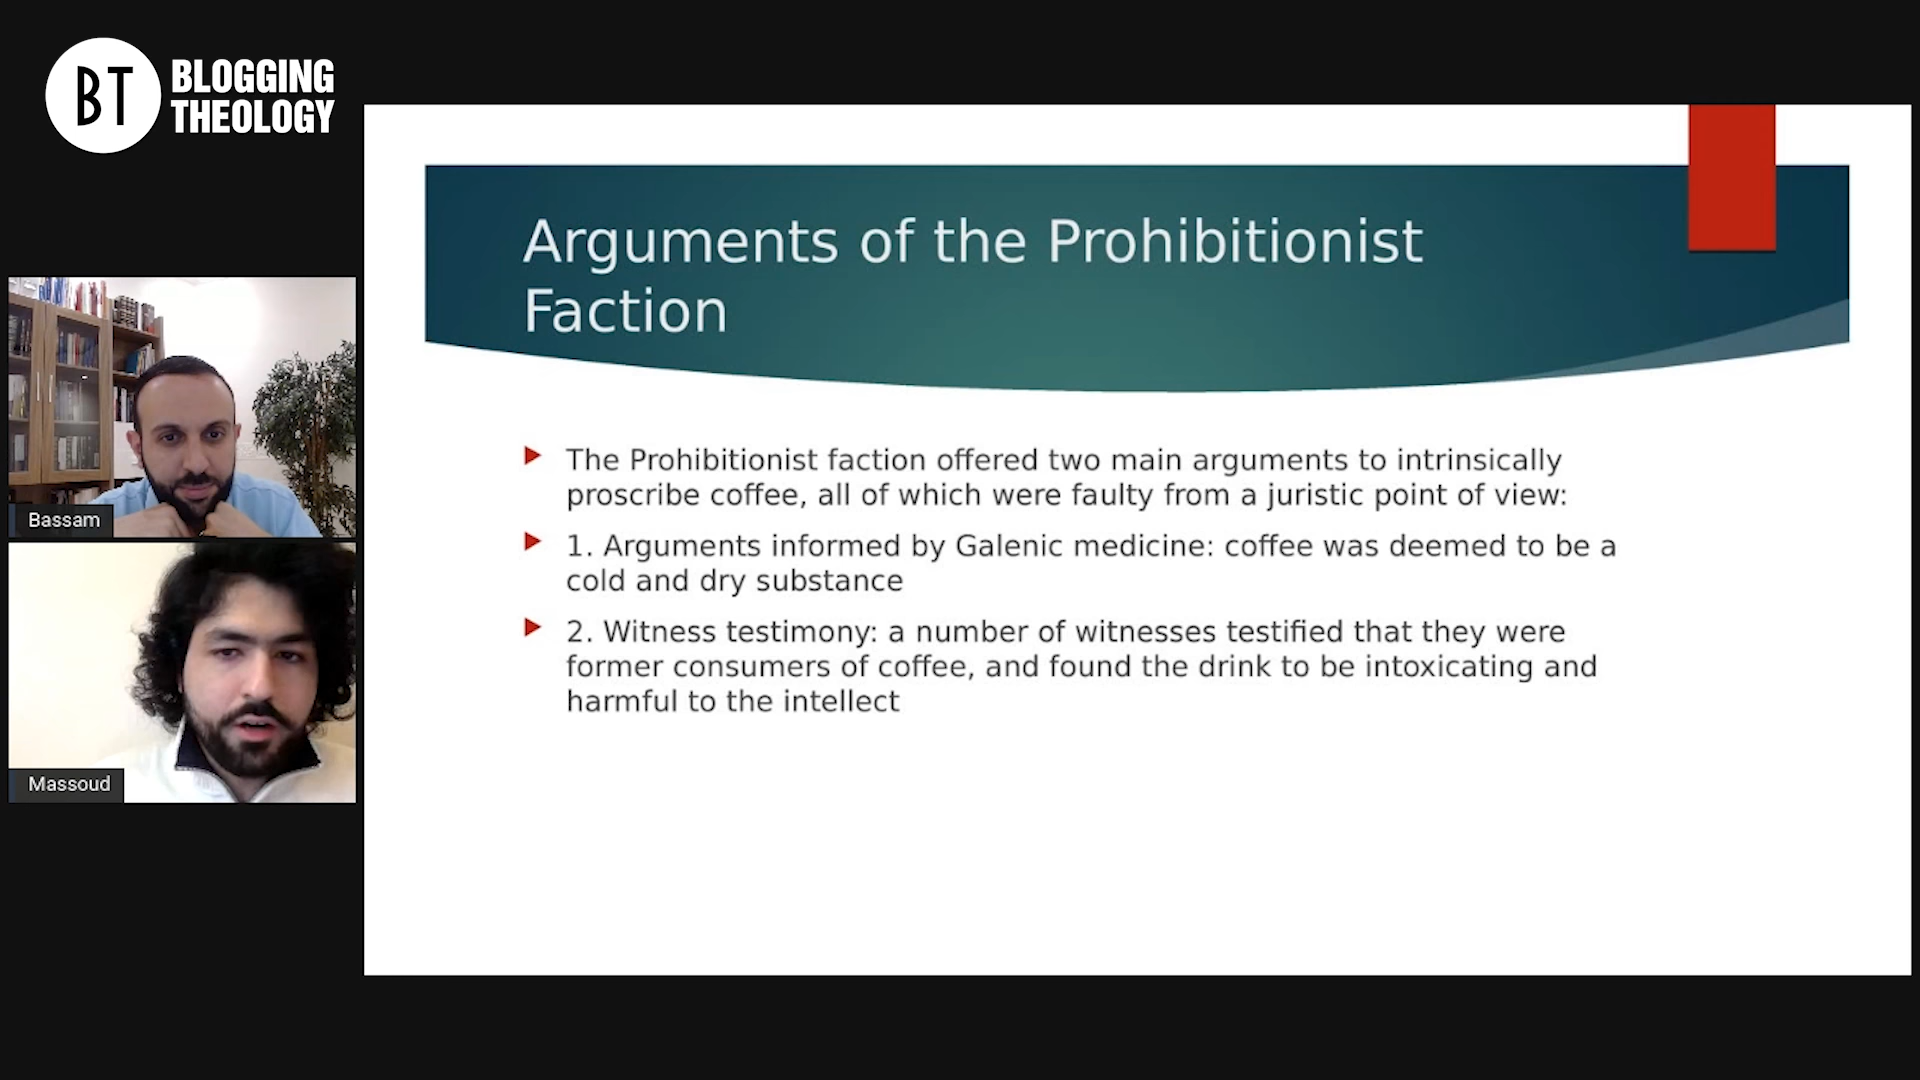 BT
BLOGGING
THEOLOGY
Arguments of the Prohibitionist
Faction
The Prohibitionist faction offered two main arguments to intrinsically
proscribe coffee, all of which were faulty from a juristic point of view:
1. Arguments informed by Galenic medicine: coffee was deemed to be a
cold and dry substance
2. Witness testimony: a number of witnesses testified that they were
former consumers of coffee, and found the drink to be intoxicating and
harmful to the intellect
Bassam
Massoud